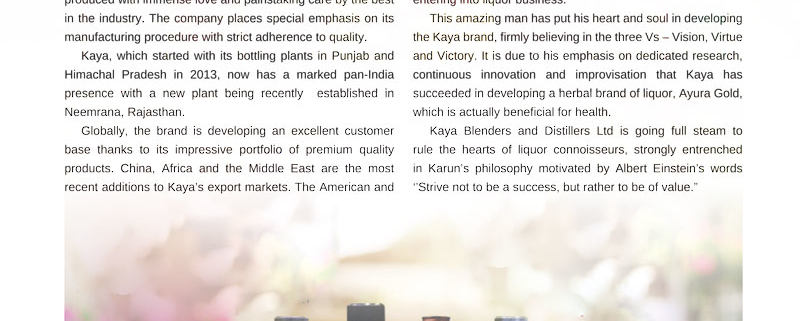 produced with immense love and painstaking care by the best
in the industry. The company places special emphasis on its
manufacturing procedure with strict adherence to quality.
Kaya, which started with its bottling plants in Punjab and
Himachal Pradesh in 2013, now has a marked pan-India
presence with a new plant being recently established in
Neemrana, Rajasthan.
Globally, the brand is developing an excellent customer
base thanks to its impressive portfolio of premium quality
products. China, Africa and the Middle East are the most
recent additions to Kaya's export markets. The American and
entering into liquor business.
This amazing man has put his heart and soul in developing
the Kaya brand, firmly believing in the three Vs – Vision, Virtue
and Victory. It is due to his emphasis on dedicated research,
continuous innovation and improvisation that Kaya has
succeeded in developing a herbal brand of liquor, Ayura Gold,
which is actually beneficial for health.
Kaya Blenders and Distillers Ltd is going full steam to
rule the hearts of liquor connoisseurs, strongly entrenched
in Karun's philosophy motivated by Albert Einstein's words
‘'Strive not to be a success, but rather to be of value.”